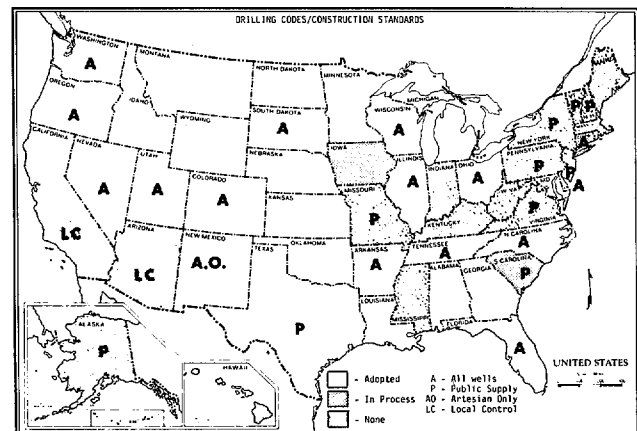 DRILLING CODES/CONSTRUCTION STANDARDS
WASHINGTON
A
MONTANA
NORTH DAKOTA
MINNESOTA
OREGON
A
IDAHO
WYOMING
SOUTH DAKOTA
A
WISCONSIN
A
MICHIGAN
NEW YORK
P
P
P
MAINE
A
CALIFORNIA
LC
NEVADA
A
UTAH
A
COLORADO
A
NEBRASKA
IOWA
ILLINOIS
A
INDIANA
OHIO
A
PENNSYLVANIA
P
P
A
KANSAS
MISSOURI
P
KENTUCKY
W VA
VIRGINIA
P
ARIZONA
LC
NEW MEXICO
A.O.
TEXAS
P
OKLAHOMA
ARKANSAS
A
TENNESSEE
A
N CAROLINA
A
S CAROLINA
P
LOUISIANA
MISSISSIPPI
ALABAMA
GEORGIA
FLORIDA
A
ALASKA
P
HAWAII
UNITED STATES
- Adopted A - All wells
P - Public Supply
- In Process AO - Artesian Only
LC - Local Control
- None